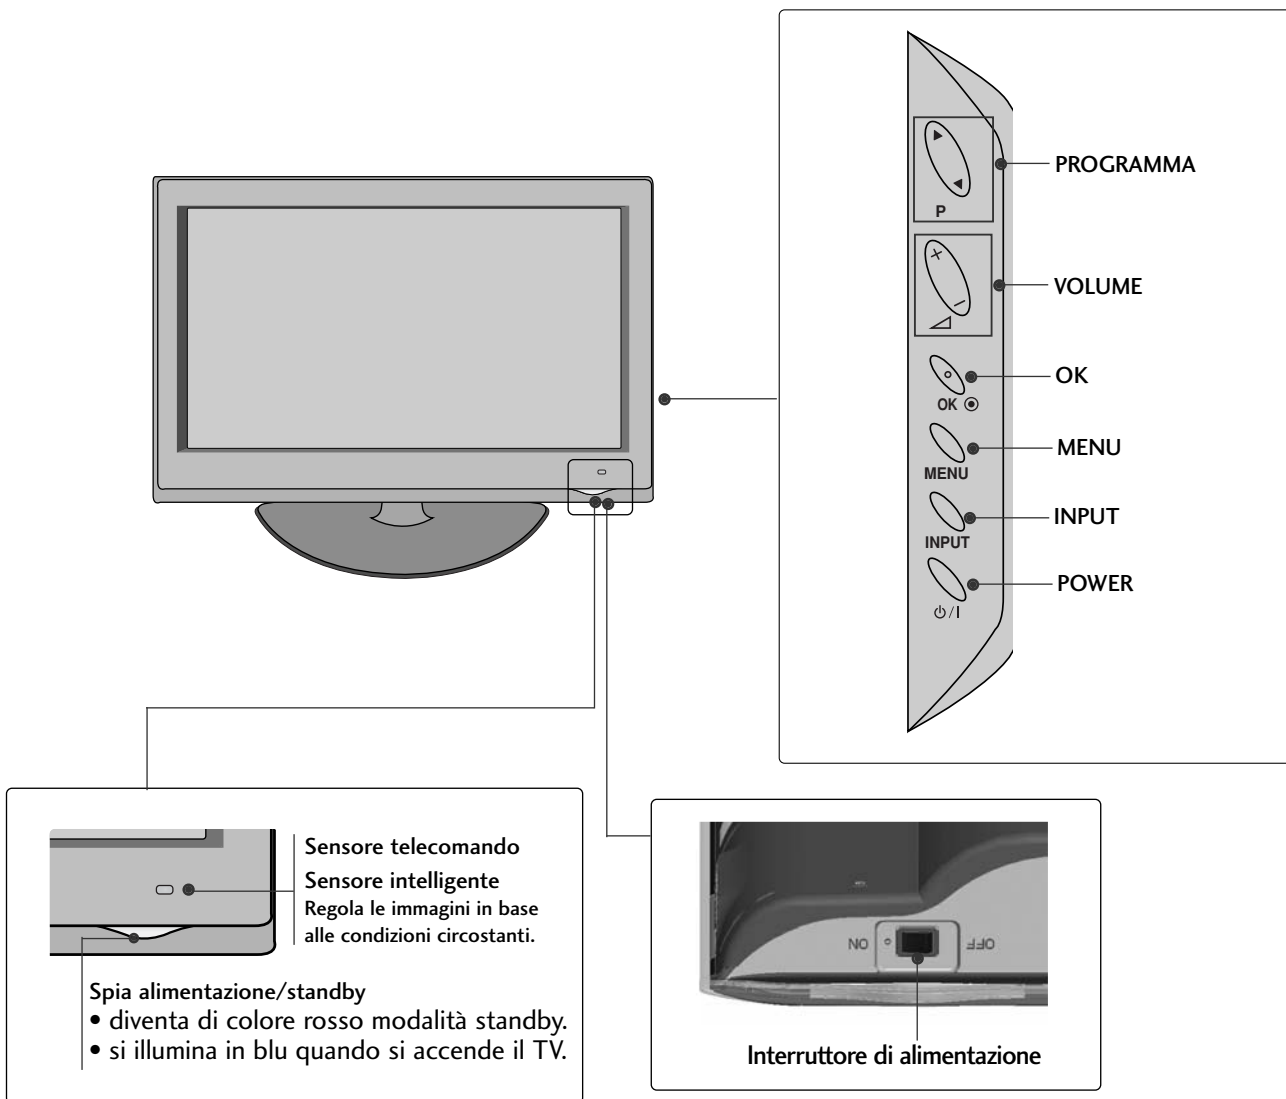 P
PROGRAMMA
VOLUME
OK
OK
MENU
MENU
INPUT
INPUT
POWER
⏻/I
Sensore telecomando
Sensore intelligente
Regola le immagini in base
alle condizioni circostanti.
Spia alimentazione/standby
• diventa di colore rosso modalità standby.
• si illumina in blu quando si accende il TV.
ON
OFF
Interruttore di alimentazione